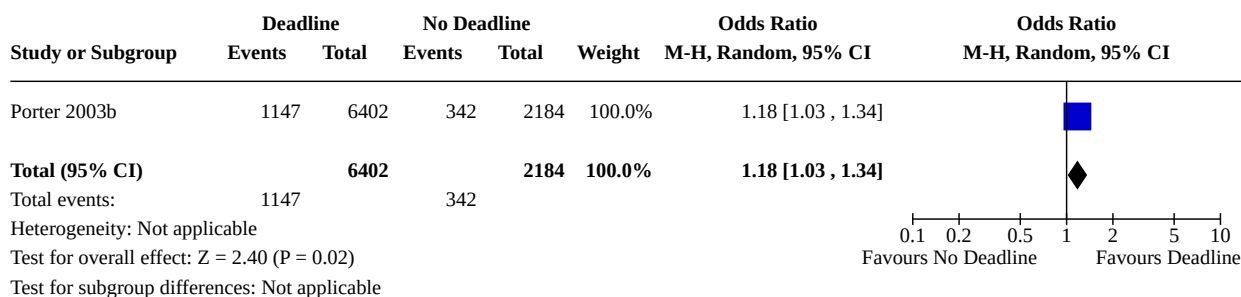 Deadline No Deadline Odds Ratio Odds Ratio
Study or Subgroup Events Total Events Total Weight M-H, Random, 95% CI M-H, Random, 95% CI
Porter 2003b 1147 6402 342 2184 100.0% 1.18 [1.03 , 1.34]
Total (95% CI) 6402 2184 100.0% 1.18 [1.03 , 1.34]
Total events: 1147 342
Heterogeneity: Not applicable
0.1 0.2 0.5 1 2 5 10
Test for overall effect: Z = 2.40 (P = 0.02)
Favours No Deadline Favours Deadline
Test for subgroup differences: Not applicable